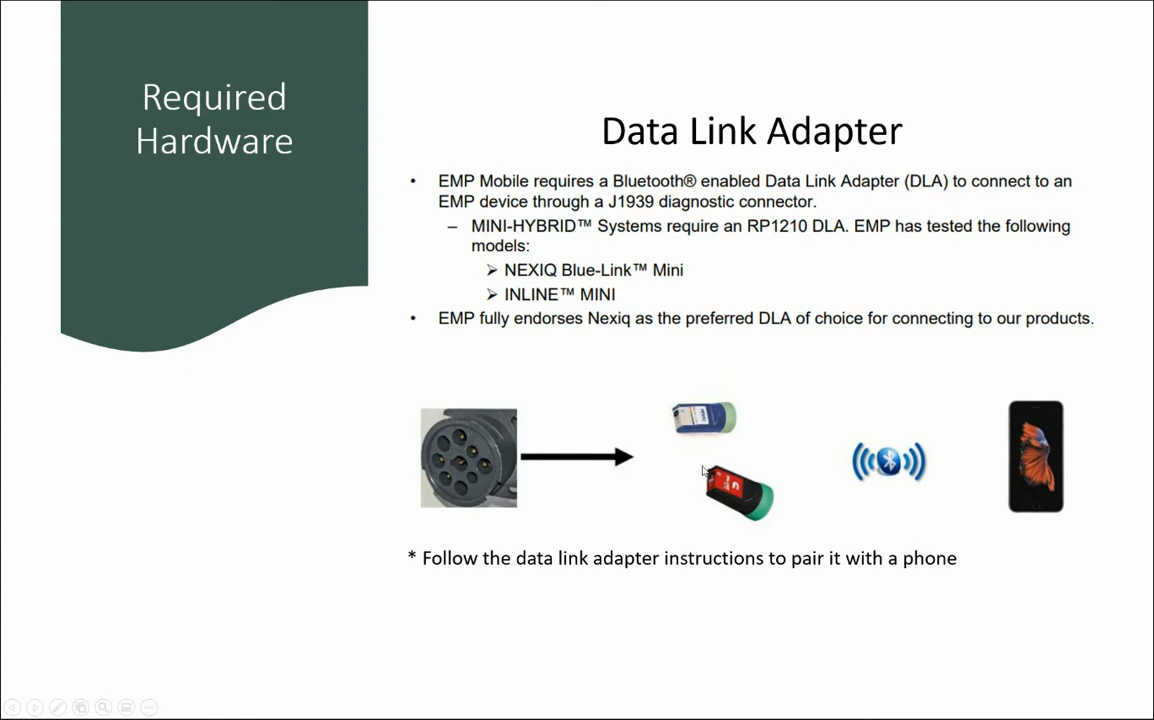 Required
Hardware
Data Link Adapter
• EMP Mobile requires a Bluetooth® enabled Data Link Adapter (DLA) to connect to an
EMP device through a J1939 diagnostic connector.
– MINI-HYBRID™ Systems require an RP1210 DLA. EMP has tested the following
models:
➢ NEXIQ Blue-Link™ Mini
➢ INLINE™ MINI
• EMP fully endorses Nexiq as the preferred DLA of choice for connecting to our products.
* Follow the data link adapter instructions to pair it with a phone